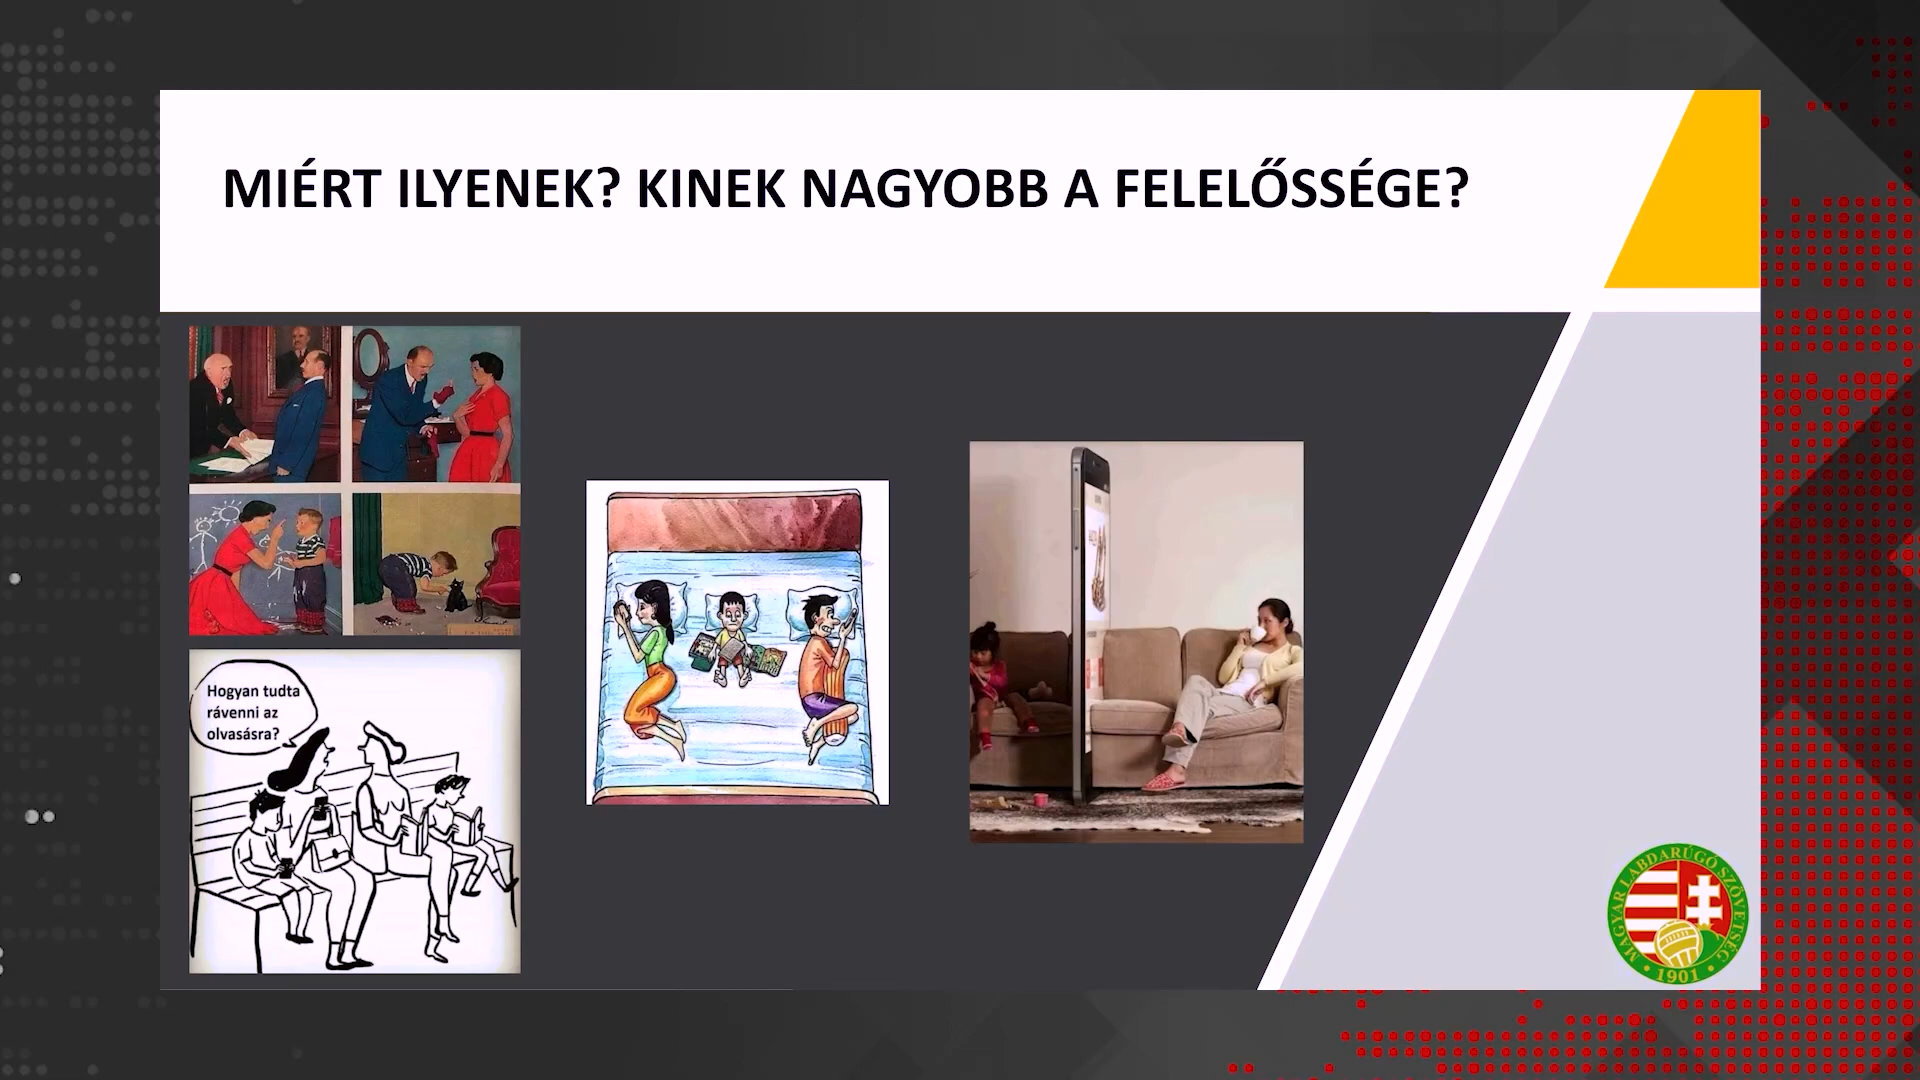 MIÉRT ILYENEK? KINEK NAGYOBB A FELELŐSSÉGE?
Hogyan tudta
rávenni az
olvasásra?
MAGYAR LABDARÚGÓ SZÖVETSÉG
• 1901 •